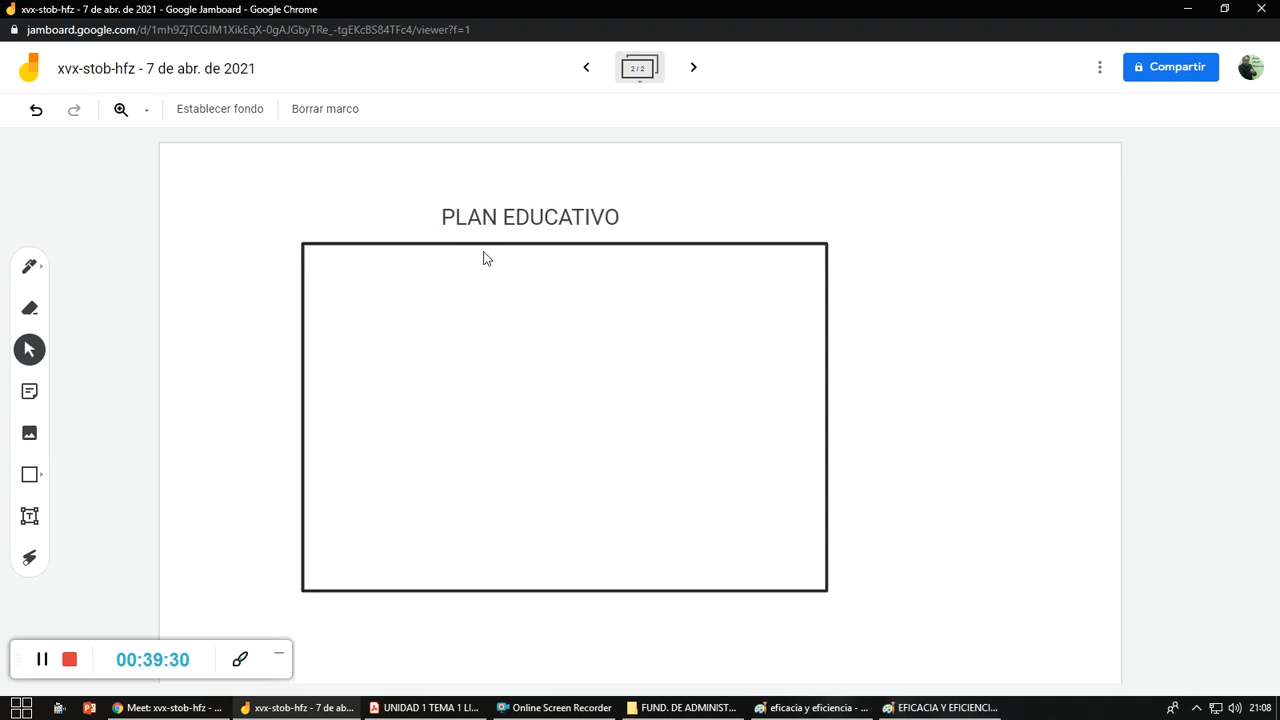 xvx-stob-hfz - 7 de abr. de 2021 - Google Jamboard - Google Chrome
jamboard.google.com/d/1mh9ZjTCGJM1XikEqX-0gAJGbyTRe_-tgEKcBS84TFc4/viewer?f=1
xvx-stob-hfz - 7 de abr. de 2021
2 / 2
Compartir
Establecer fondo
Borrar marco
PLAN EDUCATIVO
00:39:30
Meet: xvx-stob-hfz - ...
xvx-stob-hfz - 7 de ab...
UNIDAD 1 TEMA 1 LI...
Online Screen Recorder
FUND. DE ADMINIST...
eficacia y eficiencia - ...
EFICACIA Y EFICIENCI...
21:08